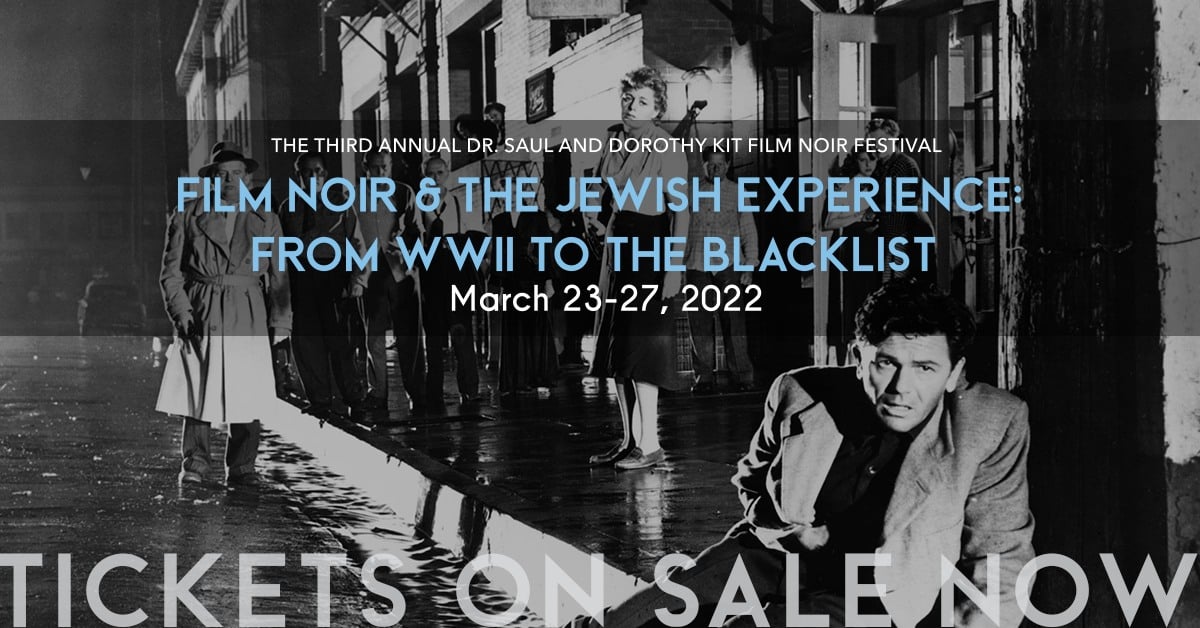 THE THIRD ANNUAL DR. SAUL AND DOROTHY KIT FILM NOIR FESTIVAL
FILM NOIR & THE JEWISH EXPERIENCE:
FROM WWII TO THE BLACKLIST
March 23-27, 2022
TICKETS ON SALE NOW